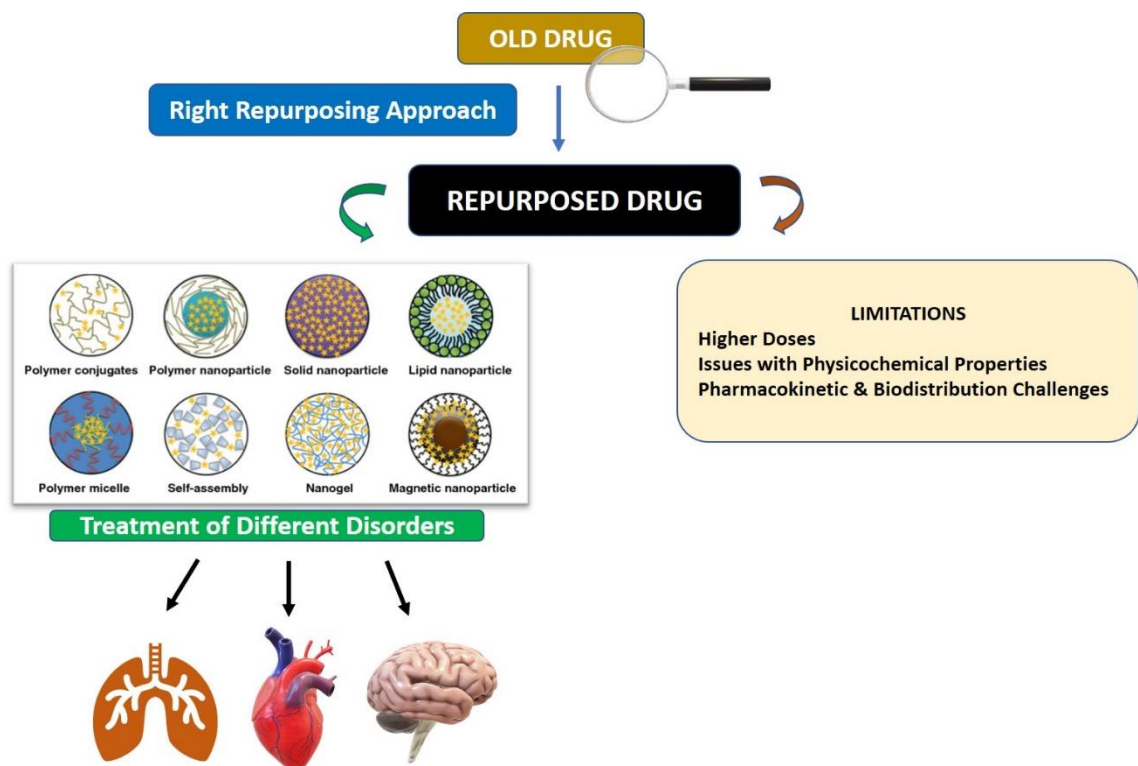 OLD DRUG
Right Repurposing Approach
REPURPOSED DRUG
Polymer conjugates
Polymer nanoparticle
Solid nanoparticle
Lipid nanoparticle
Polymer micelle
Self-assembly
Nanogel
Magnetic nanoparticle
Treatment of Different Disorders
LIMITATIONS
Higher Doses
Issues with Physicochemical Properties
Pharmacokinetic & Biodistribution Challenges